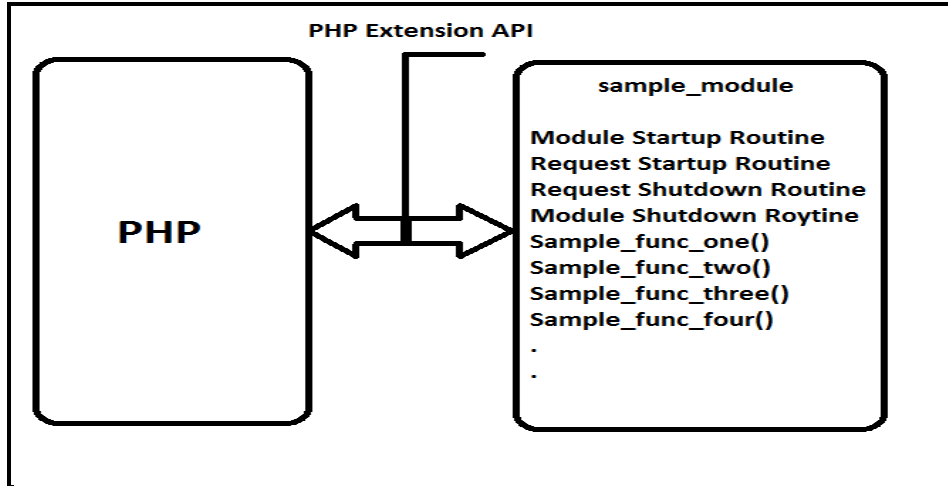 PHP Extension API
PHP
sample_module
Module Startup Routine
Request Startup Routine
Request Shutdown Routine
Module Shutdown Roytine
Sample_func_one()
Sample_func_two()
Sample_func_three()
Sample_func_four()
.
.